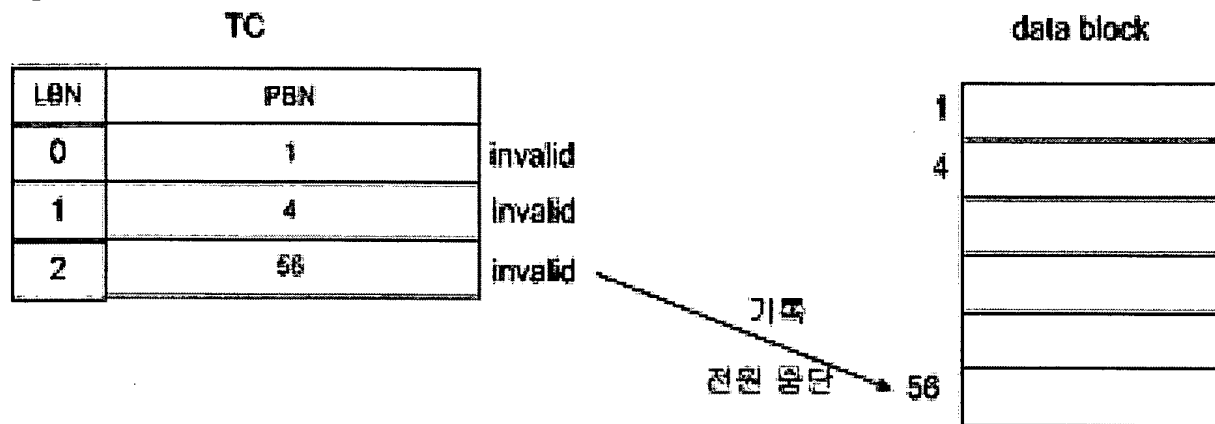 TC
data block
LBN PBN
0 1 invalid
1 4 invalid
2 56 invalid
1
4
56
기록
전원 중단